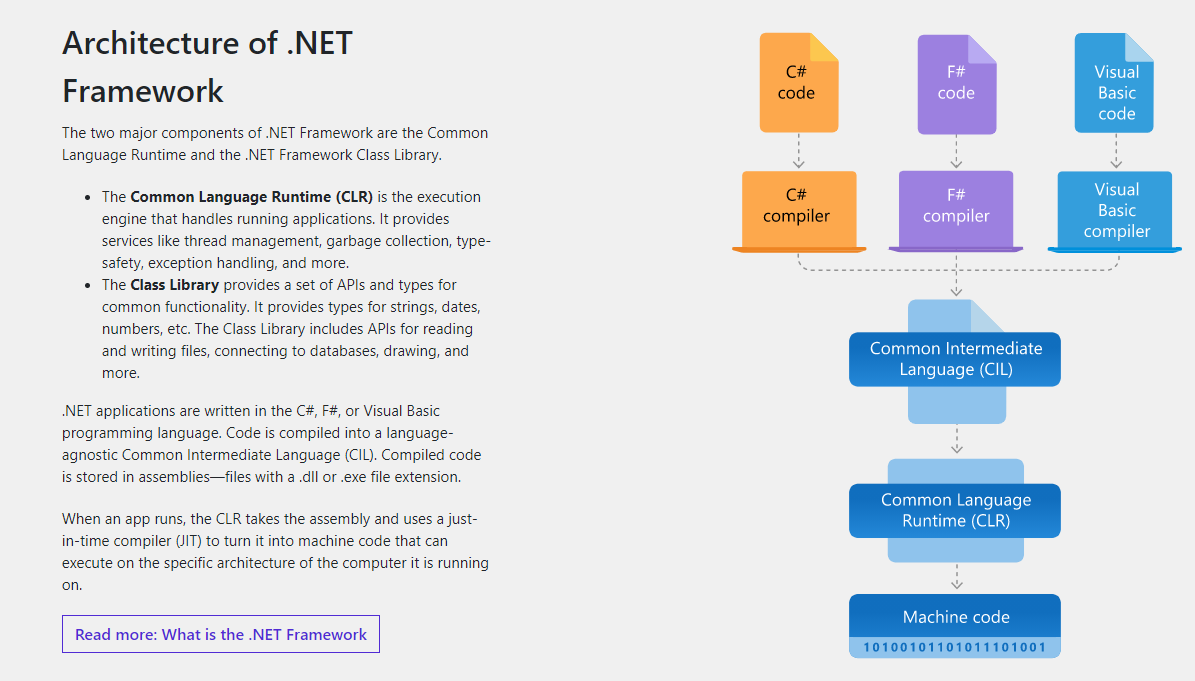 Architecture of .NET
Framework
The two major components of .NET Framework are the Common
Language Runtime and the .NET Framework Class Library.
• The Common Language Runtime (CLR) is the execution
engine that handles running applications. It provides
services like thread management, garbage collection, type-
safety, exception handling, and more.
• The Class Library provides a set of APIs and types for
common functionality. It provides types for strings, dates,
numbers, etc. The Class Library includes APIs for reading
and writing files, connecting to databases, drawing, and
more.
.NET applications are written in the C#, F#, or Visual Basic
programming language. Code is compiled into a language-
agnostic Common Intermediate Language (CIL). Compiled code
is stored in assemblies—files with a .dll or .exe file extension.
When an app runs, the CLR takes the assembly and uses a just-
in-time compiler (JIT) to turn it into machine code that can
execute on the specific architecture of the computer it is running
on.
Read more: What is the .NET Framework
C#
code
F#
code
Visual
Basic
code
C#
compiler
F#
compiler
Visual
Basic
compiler
Common Intermediate
Language (CIL)
Common Language
Runtime (CLR)
Machine code
10100101101011101001